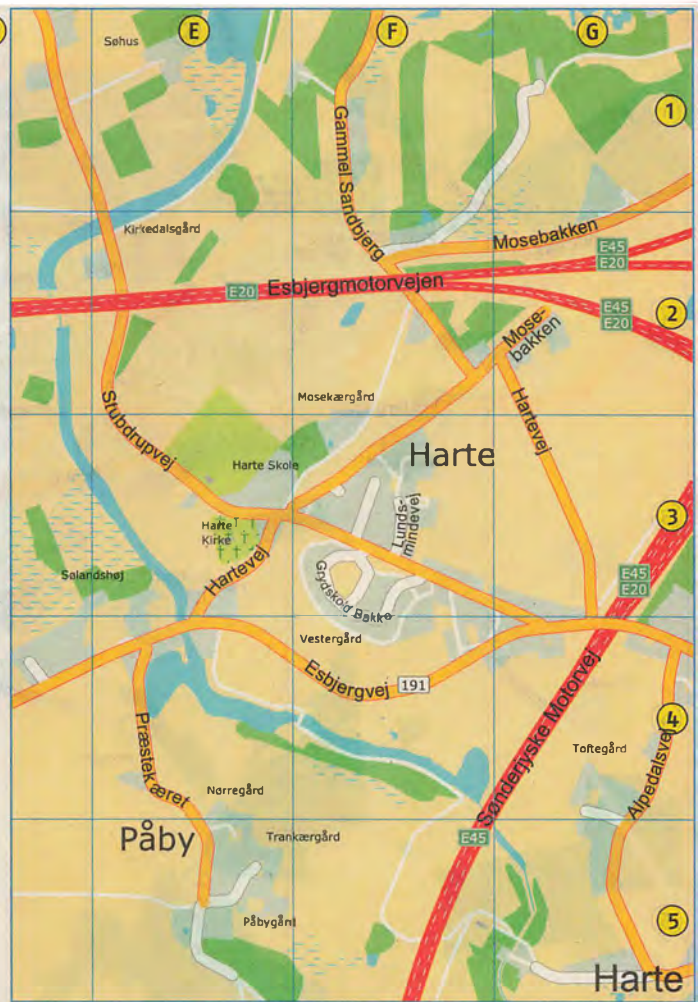 E
F
G
Søhus
1
Gammel Sandbjerg
Kirkedalsgård
Mosebakken
E45
E20
E20
Esbjergmotorvejen
E45
E20
2
Mose-
bakken
Mosekærgård
Stubdrupvej
Hartevej
Harte
Harte Skole
Harte
Kirke
Lunds-
mindevej
3
Hartevej
Sølandshøj
Grydskold Bakke
E45
E20
Vestergård
Esbjergvej
191
Sønderjyske Motorvej
4
Toftegård
Alpedalsvej
Præstekæret
Nørregård
Påby
Trankærgård
E45
Påbygård
5
Harte